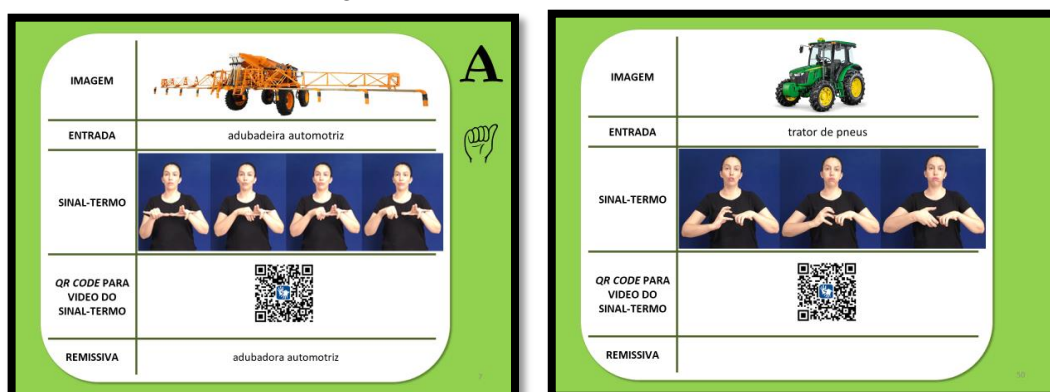 A
IMAGEM
ENTRADA
adubadeira automotriz
SINAL-TERMO
QR CODE PARA
VIDEO DO
SINAL-TERMO
REMISSIVA
adubadora automotriz
7
IMAGEM
ENTRADA
trator de pneus
SINAL-TERMO
QR CODE PARA
VIDEO DO
SINAL-TERMO
REMISSIVA